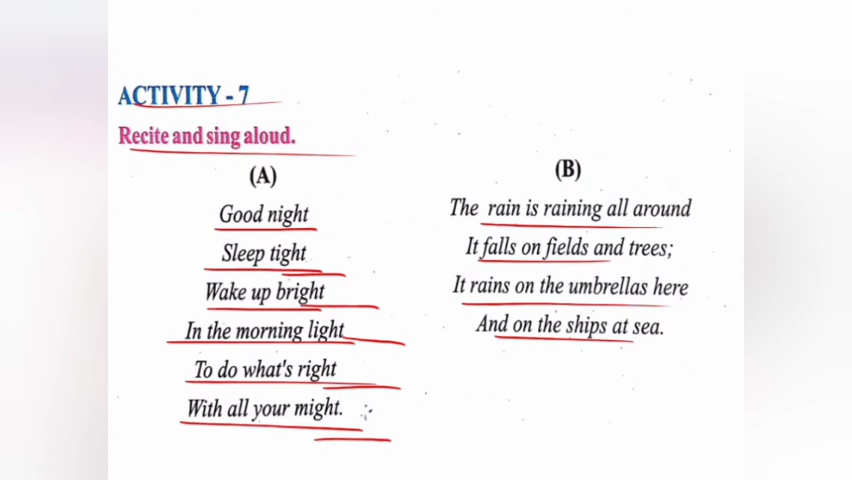 ACTIVITY - 7
Recite and sing aloud.
(A)
Good night
Sleep tight
Wake up bright
In the morning light
To do what's right
With all your might.
(B)
The rain is raining all around
It falls on fields and trees;
It rains on the umbrellas here
And on the ships at sea.